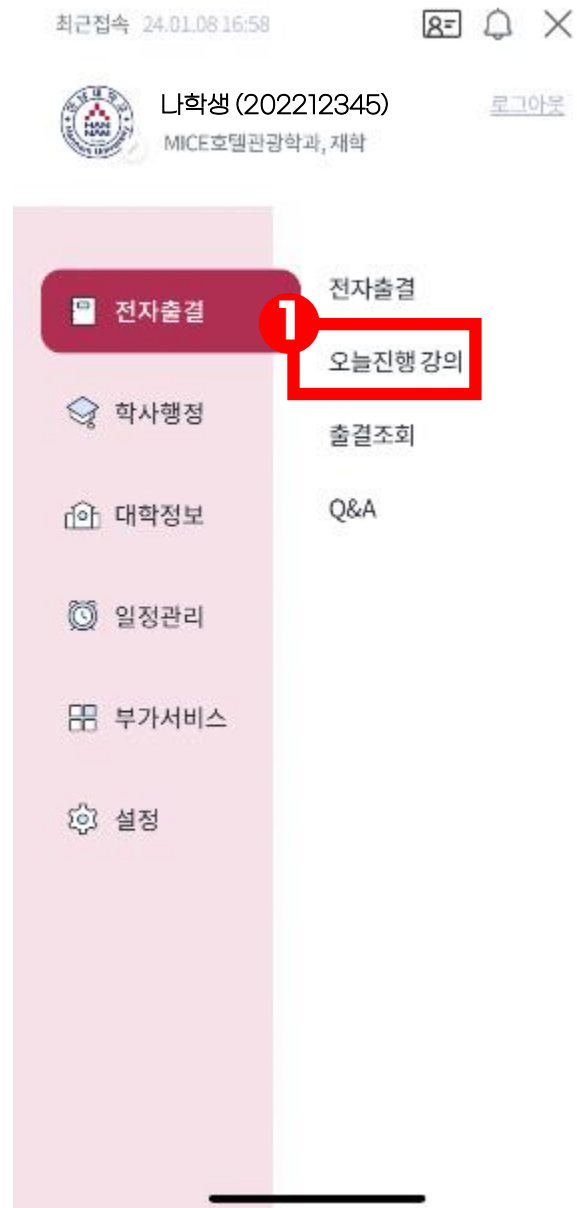 최근접속 24.01.08 16:58
나학생 (202212345)
로그아웃
MICE호텔관광학과, 재학
HAN
NAM
전자출결
전자출결
1
오늘진행 강의
학사행정
출결조회
대학정보
Q&A
일정관리
부가서비스
설정